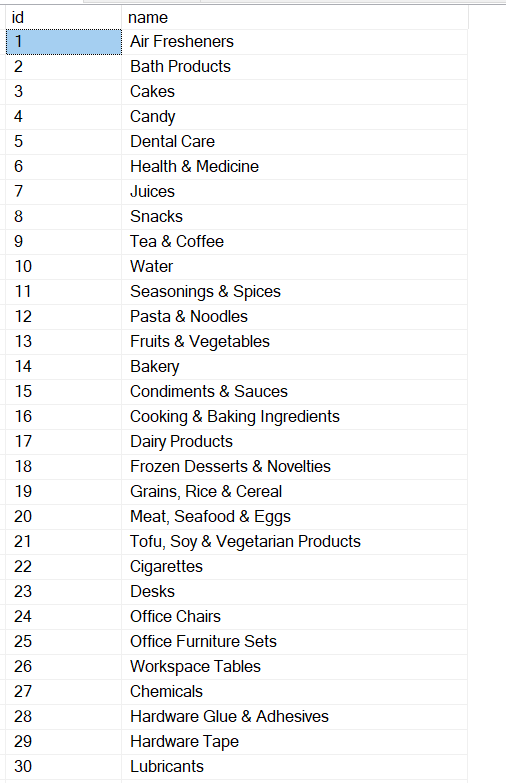 id name
1 Air Fresheners
2 Bath Products
3 Cakes
4 Candy
5 Dental Care
6 Health & Medicine
7 Juices
8 Snacks
9 Tea & Coffee
10 Water
11 Seasonings & Spices
12 Pasta & Noodles
13 Fruits & Vegetables
14 Bakery
15 Condiments & Sauces
16 Cooking & Baking Ingredients
17 Dairy Products
18 Frozen Desserts & Novelties
19 Grains, Rice & Cereal
20 Meat, Seafood & Eggs
21 Tofu, Soy & Vegetarian Products
22 Cigarettes
23 Desks
24 Office Chairs
25 Office Furniture Sets
26 Workspace Tables
27 Chemicals
28 Hardware Glue & Adhesives
29 Hardware Tape
30 Lubricants